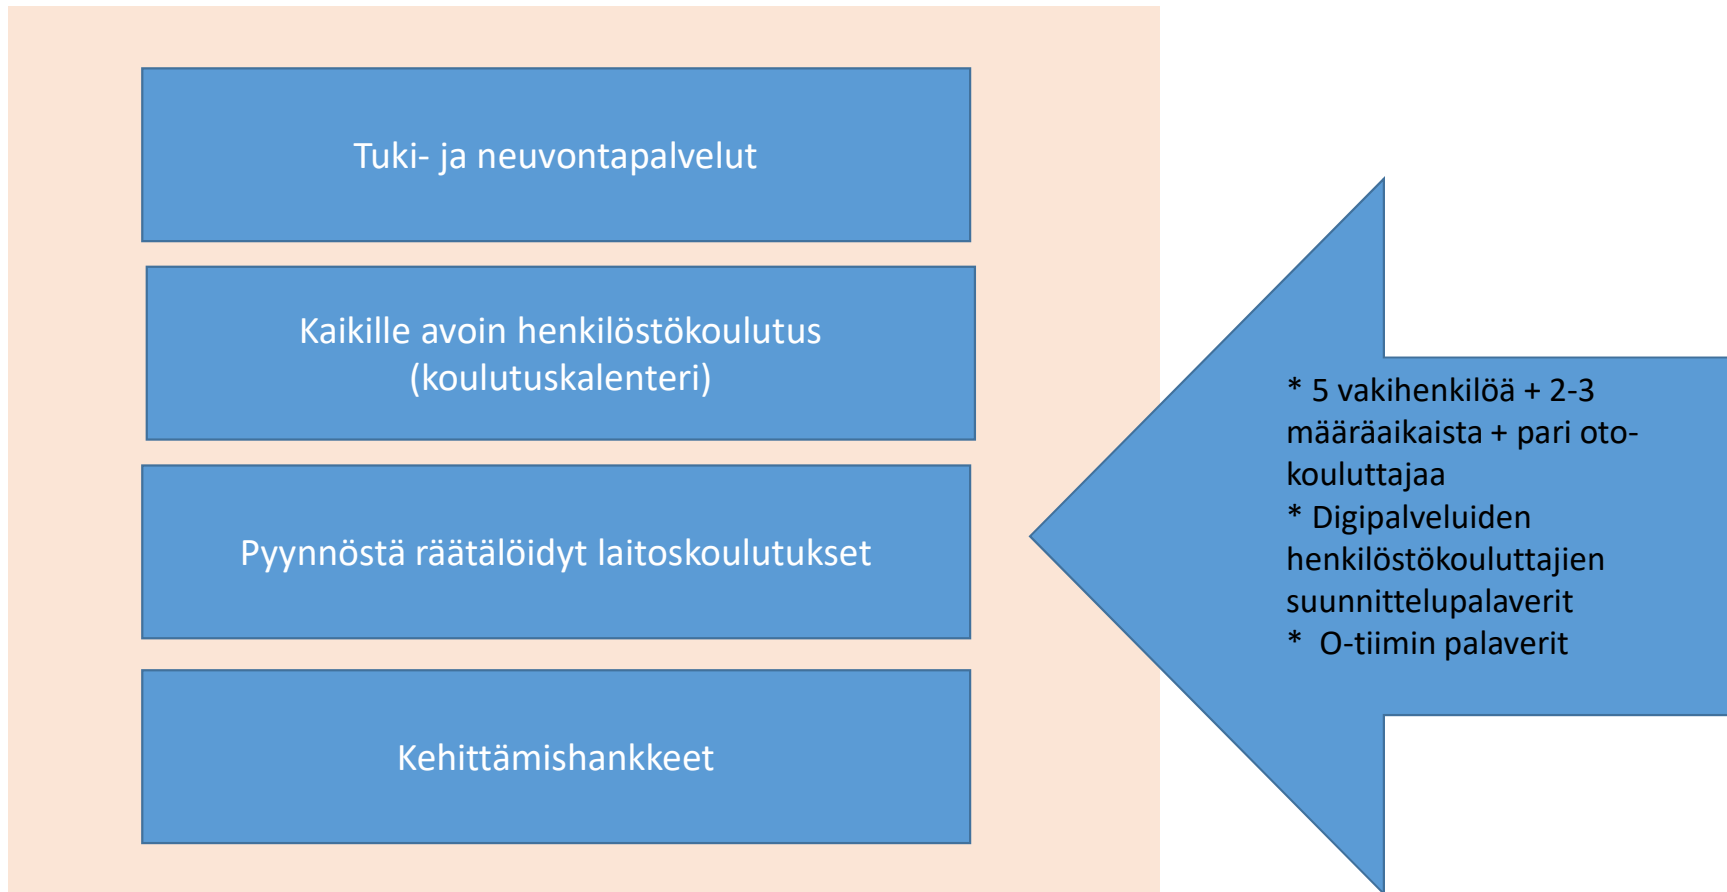 Tuki- ja neuvontapalvelut
Kaikille avoin henkilöstökoulutus
(koulutuskalenteri)
Pyynnöstä räätälöidyt laitoskoulutukset
Kehittämishankkeet
* 5 vakihenkilöä + 2-3
määräaikaista + pari oto-
kouluttajaa
* Digipalveluiden
henkilöstökouluttajien
suunnittelupalaverit
*  O-tiimin palaverit